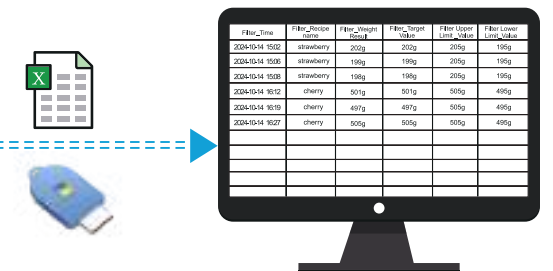 X
Filter_Time Filter_Recipe name Filter_Weight Result Filter_Target Value Filter Upper Limit_Value Filter Lower Limit_Value
2024-10-14 15:02 strawberry 202g 202g 205g 195g
2024-10-14 15:06 strawberry 199g 199g 205g 195g
2024-10-14 15:08 strawberry 198g 198g 205g 195g
2024-10-14 16:12 cherry 501g 501g 505g 495g
2024-10-14 16:19 cherry 497g 497g 505g 495g
2024-10-14 16:27 cherry 505g 505g 505g 495g